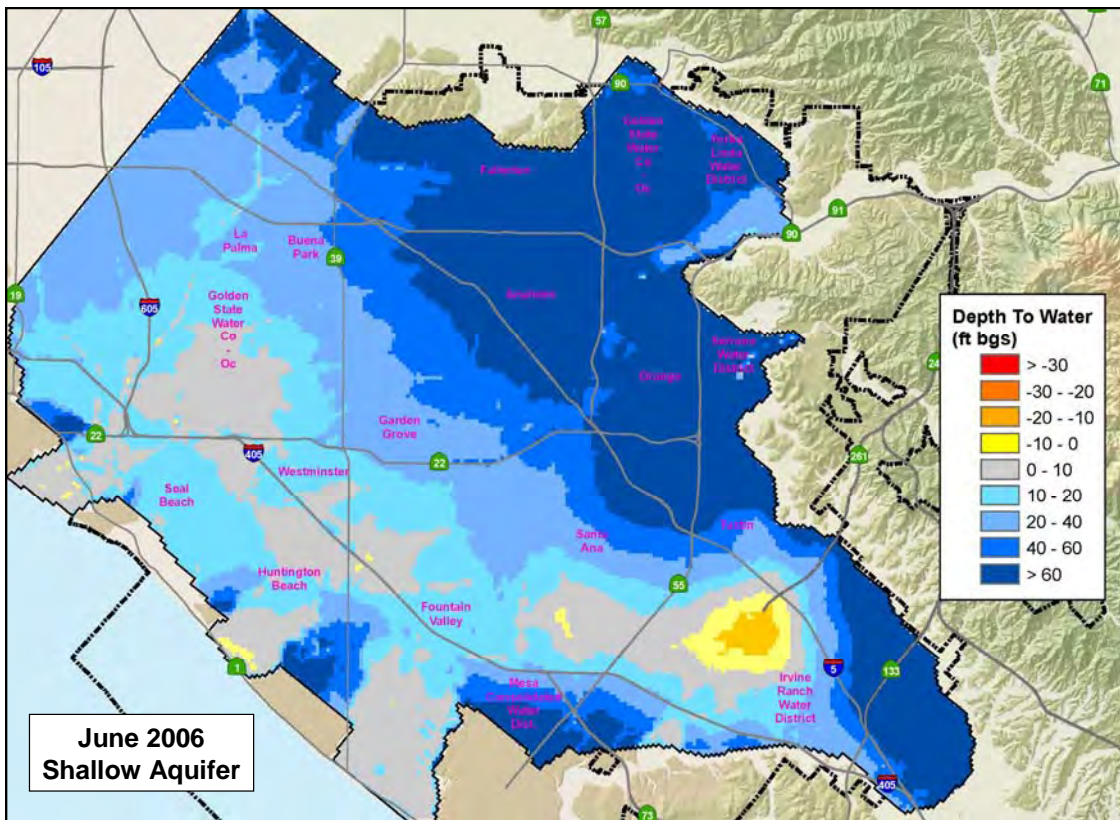 57
105
90
71
Fullerton
Golden
State
Water
Co
-
Oc
Yorba
Linda
Water
District
91
90
La
Palma
Buena
Park
39
19
605
Anaheim
Serrano
Water
District
Orange
241
Depth To Water
(ft bgs)
> -30
-30 - -20
-20 - -10
-10 - 0
0 - 10
10 - 20
20 - 40
40 - 60
> 60
Garden
Grove
22
405
22
261
Westminster
Seal
Beach
Santa
Ana
Tustin
55
Huntington
Beach
Fountain
Valley
1
5
133
Mesa
Consolidated
Water
Dist.
Irvine
Ranch
Water
District
405
73
June 2006
Shallow Aquifer